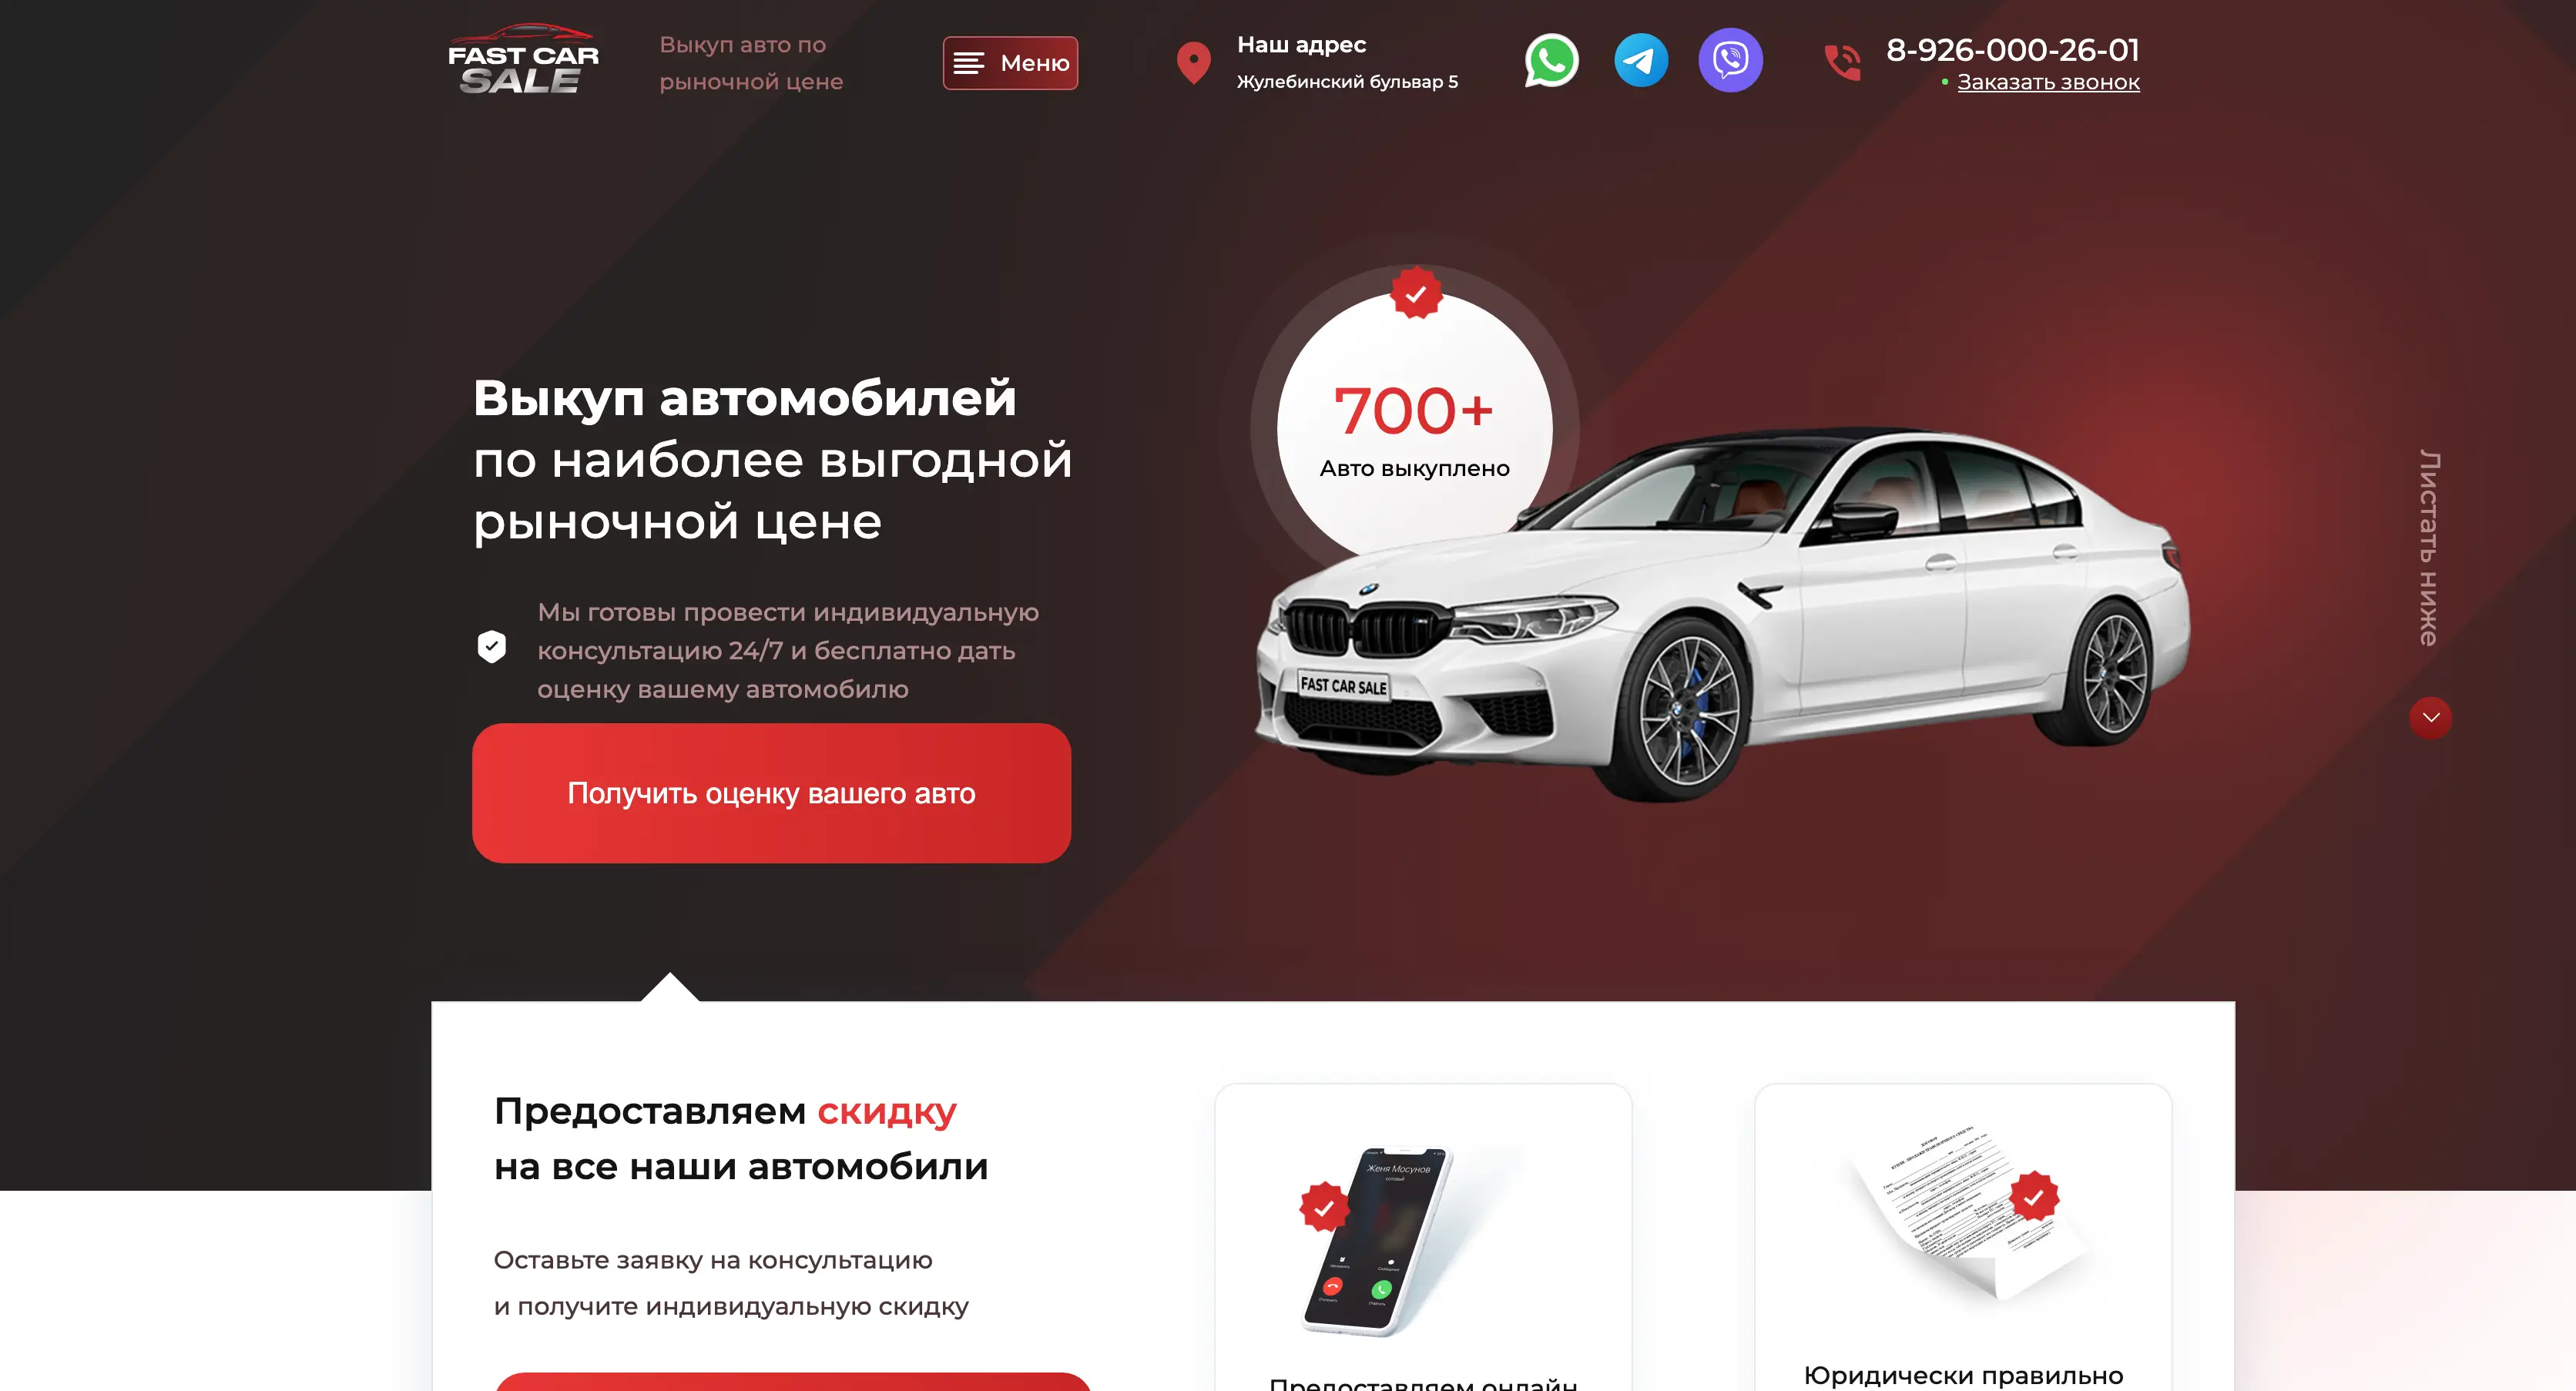 FAST CAR
SALE
Выкуп авто по
рыночной цене
Меню
Наш адрес
Жулебинский бульвар 5
8-926-000-26-01
Заказать звонок
700+
Авто выкуплено
Выкуп автомобилей
по наиболее выгодной
рыночной цене
Мы готовы провести индивидуальную
консультацию 24/7 и бесплатно дать
оценку вашему автомобилю
Получить оценку вашего авто
FAST CAR SALE
Листать ниже
Предоставляем скидку
на все наши автомобили
Оставьте заявку на консультацию
и получите индивидуальную скидку
Женя Мосунов
Предоставляем онлайн
Юридически правильно